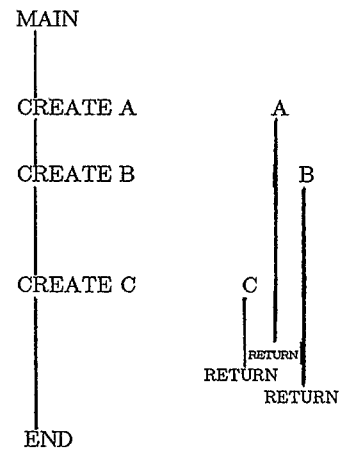 MAIN
CREATE A A
CREATE B B
CREATE C C
RETURN
RETURN
RETURN
END